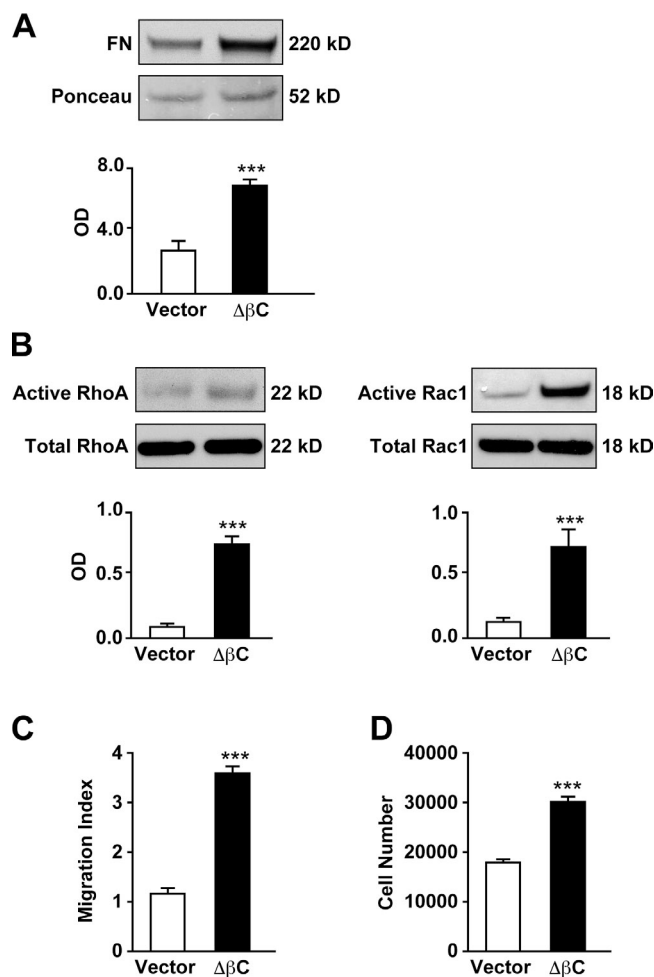 A
FN 220 kD
Ponceau 52 kD
8.0
***
4.0
0.0
OD
Vector ΔβC
B
Active RhoA 22 kD
Total RhoA 22 kD
1.0
***
0.5
0.0
OD
Vector ΔβC
Active Rac1 18 kD
Total Rac1 18 kD
1.0
***
0.5
0.0
Vector ΔβC
C
4
***
3
2
1
0
Migration Index
Vector ΔβC
D
40000
***
30000
20000
10000
0
Cell Number
Vector ΔβC